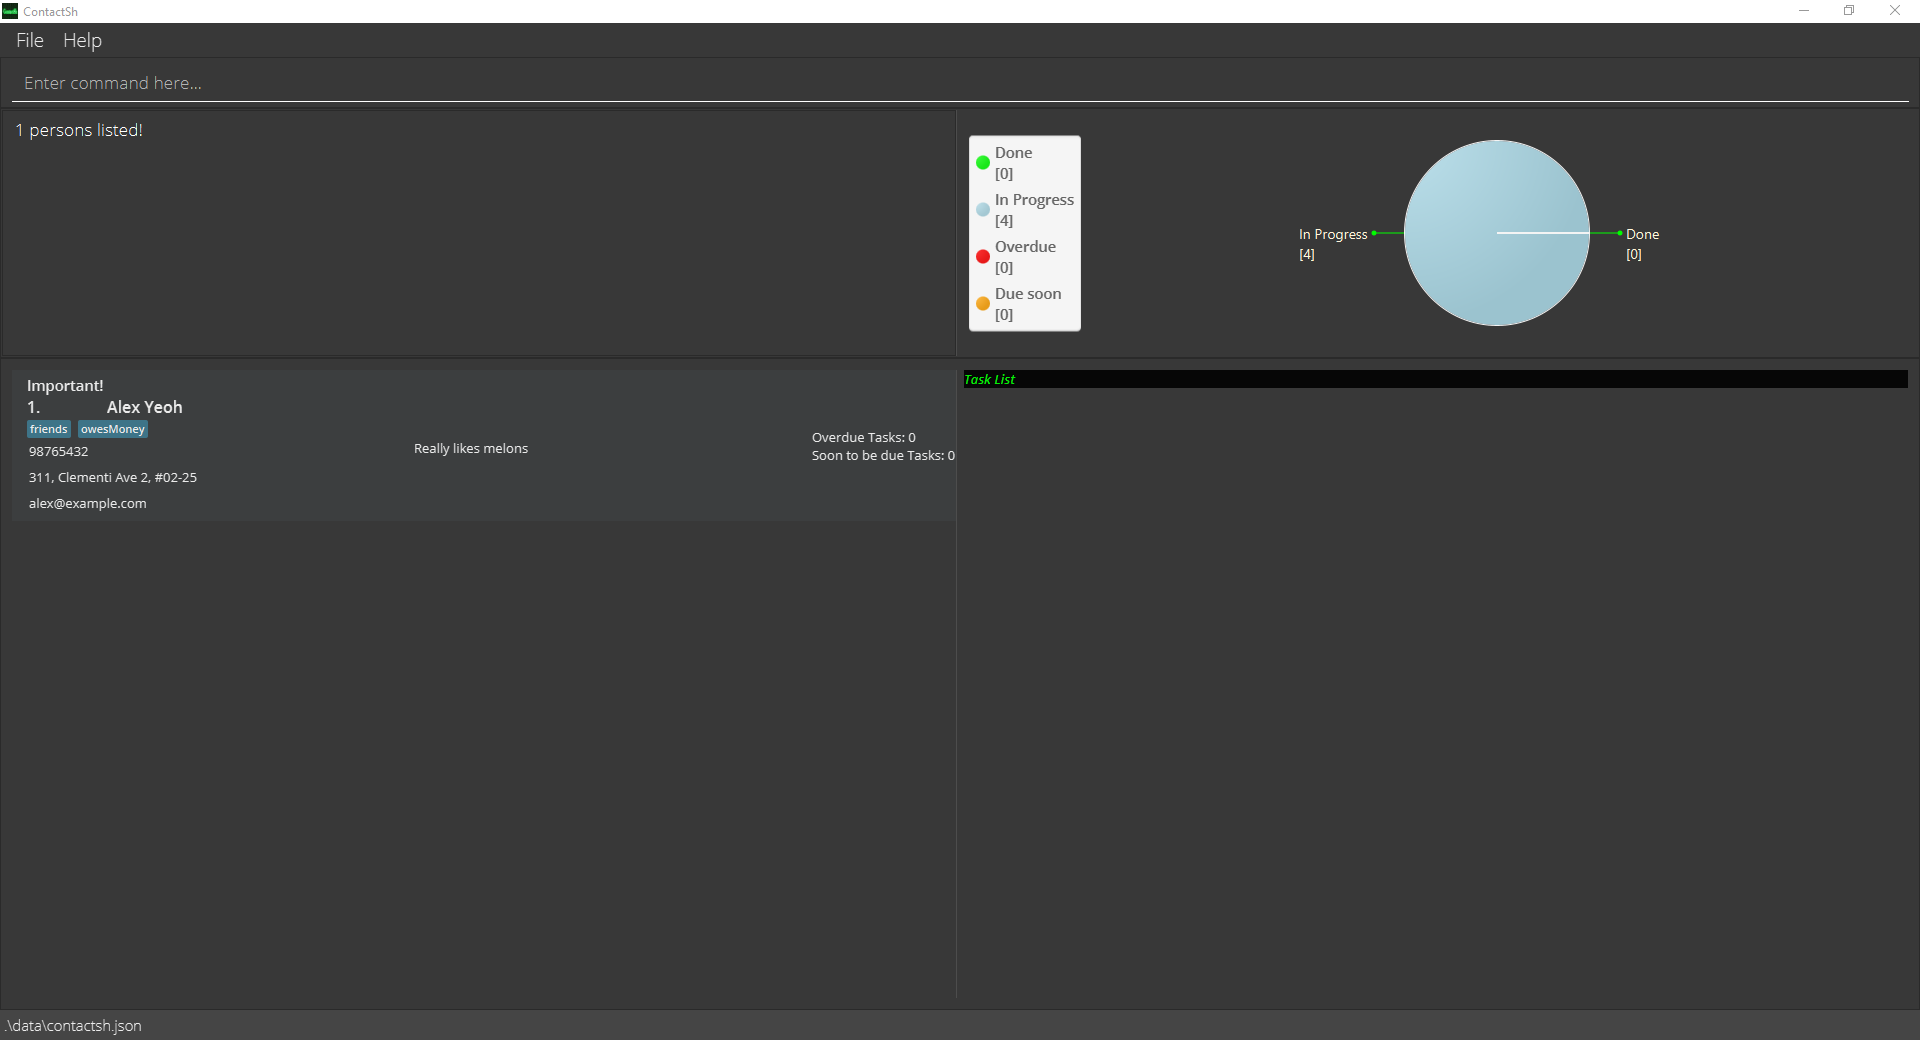 ContactSh
File Help
Enter command here...
1 persons listed!
Done
[0]
In Progress
[4]
Overdue
[0]
Due soon
[0]
In Progress
[4]
Done
[0]
Important!
1. Alex Yeoh
friends owesMoney
98765432
311, Clementi Ave 2, #02-25
alex@example.com
Really likes melons
Overdue Tasks: 0
Soon to be due Tasks: 0
Task List
.\data\contactsh.json